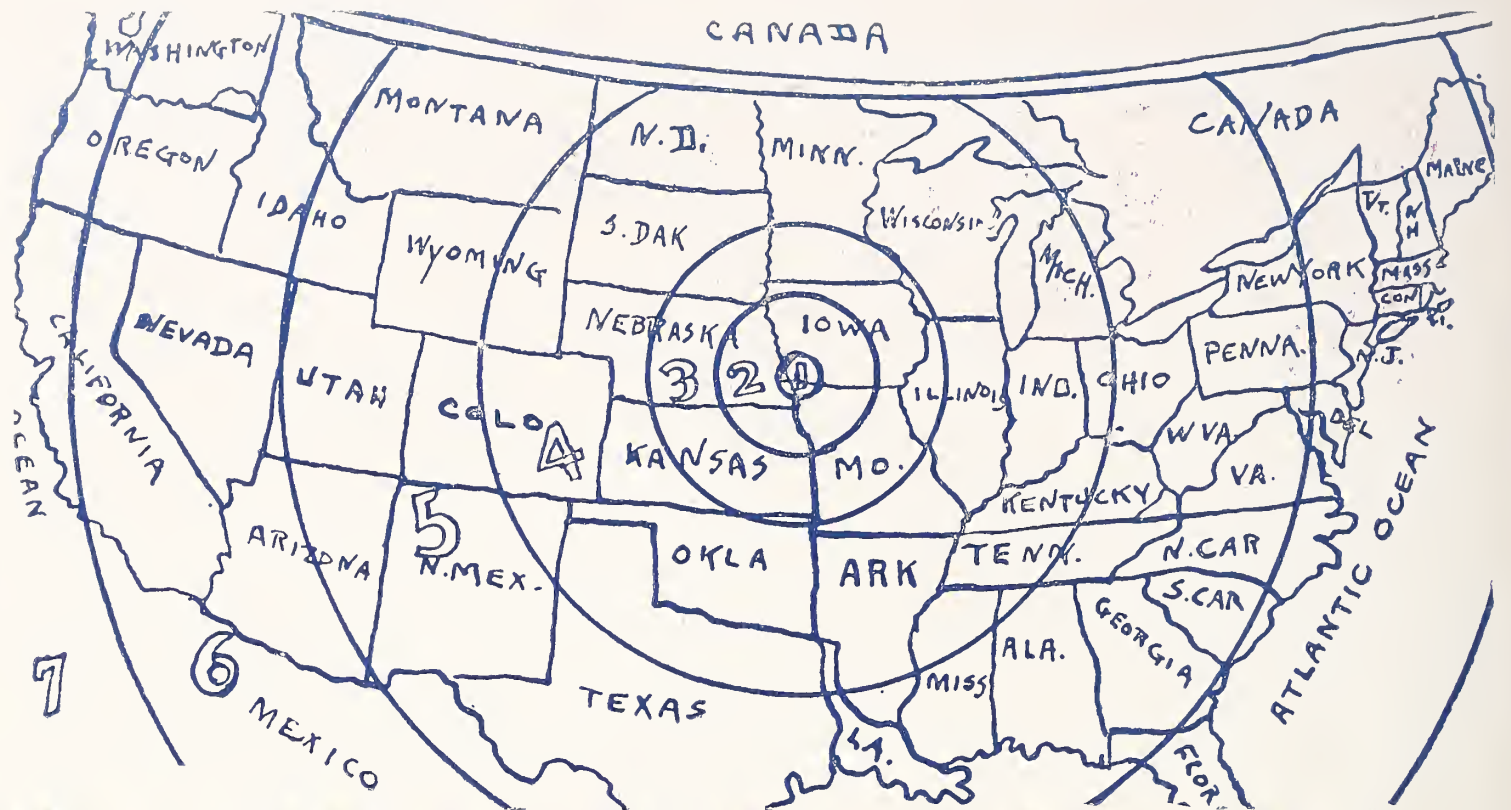 CANADA
WASHINGTON
MONTANA
N.D.
MINN.
CANADA
OREGON
IDAHO
MAINE
VT.
N
H
WISCONSIN
S.DAK
WYOMING
MICH.
NEW YORK
MASS
CON
R.I.
NEVADA
NEBRASKA
IOWA
CALIFORNIA
UTAH
COLO
3
2
1
ILLINOIS
IND.
OHIO
PENNA.
N.J.
DEL
OCEAN
4
KANSAS
MO.
W VA.
VA.
KENTUCKY
5
ARIZONA
N.MEX.
OKLA
ARK
TENN.
N.CAR
S.CAR
GEORGIA
ATLANTIC OCEAN
ALA.
MISS
7
6
MEXICO
TEXAS
LA.
FLOR